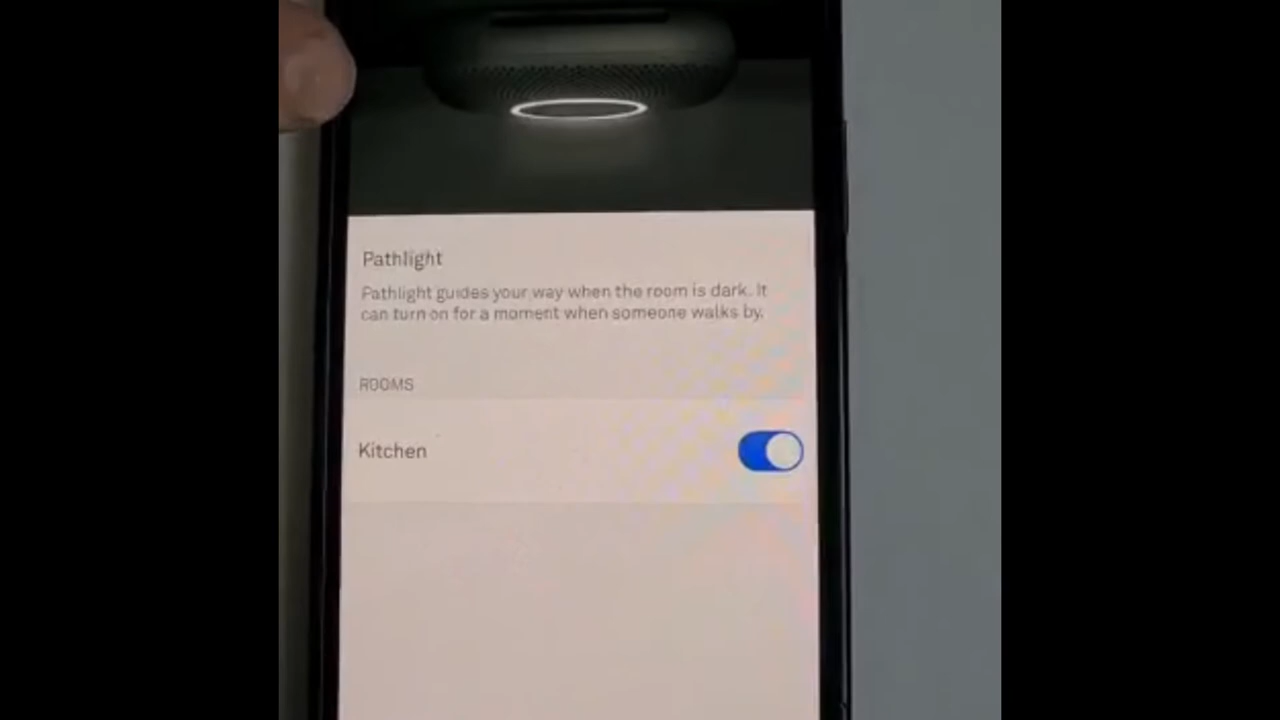 Pathlight
Pathlight guides your way when the room is dark. It
can turn on for a moment when someone walks by.
ROOMS
Kitchen